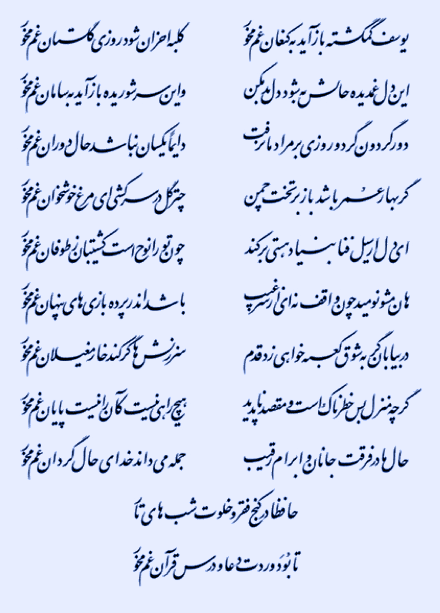 یوسف گمگشته بازآید به کنعان غم مخور کلبه احزان شود روزی گلستان غم مخور
این دل غمدیده حالش به شود دل بد مکن وین سر شوریده بازآید به سامان غم مخور
دور گردون گر دو روزی بر مراد ما نرفت دایما یکسان نباشد حال دوران غم مخور
گر بهار عمر باشد باز بر تخت چمن چتر گل در سر کشی ای مرغ خوشخوان غم مخور
ای دل ار سیل فنا بنیاد هستی برکند چون تو را نوح است کشتیبان ز طوفان غم مخور
هان مشو نومید چون واقف نه‌ای از سر غیب باشد اندر پرده بازی های پنهان غم مخور
در بیابان گر به شوق کعبه خواهی زد قدم سرزنش ها گر کند خار مغیلان غم مخور
گر چه منزل بس خطرناک است و مقصد ناپدید هیچ راهی نیست کان را نیست پایان غم مخور
حال ما در فرقت جانان و ابرام رقیب جمله می داند خدای حال گردان غم مخور
حافظا در کنج فقر و خلوت شب های تار
تا بود وردت دعا و درس قرآن غم مخور